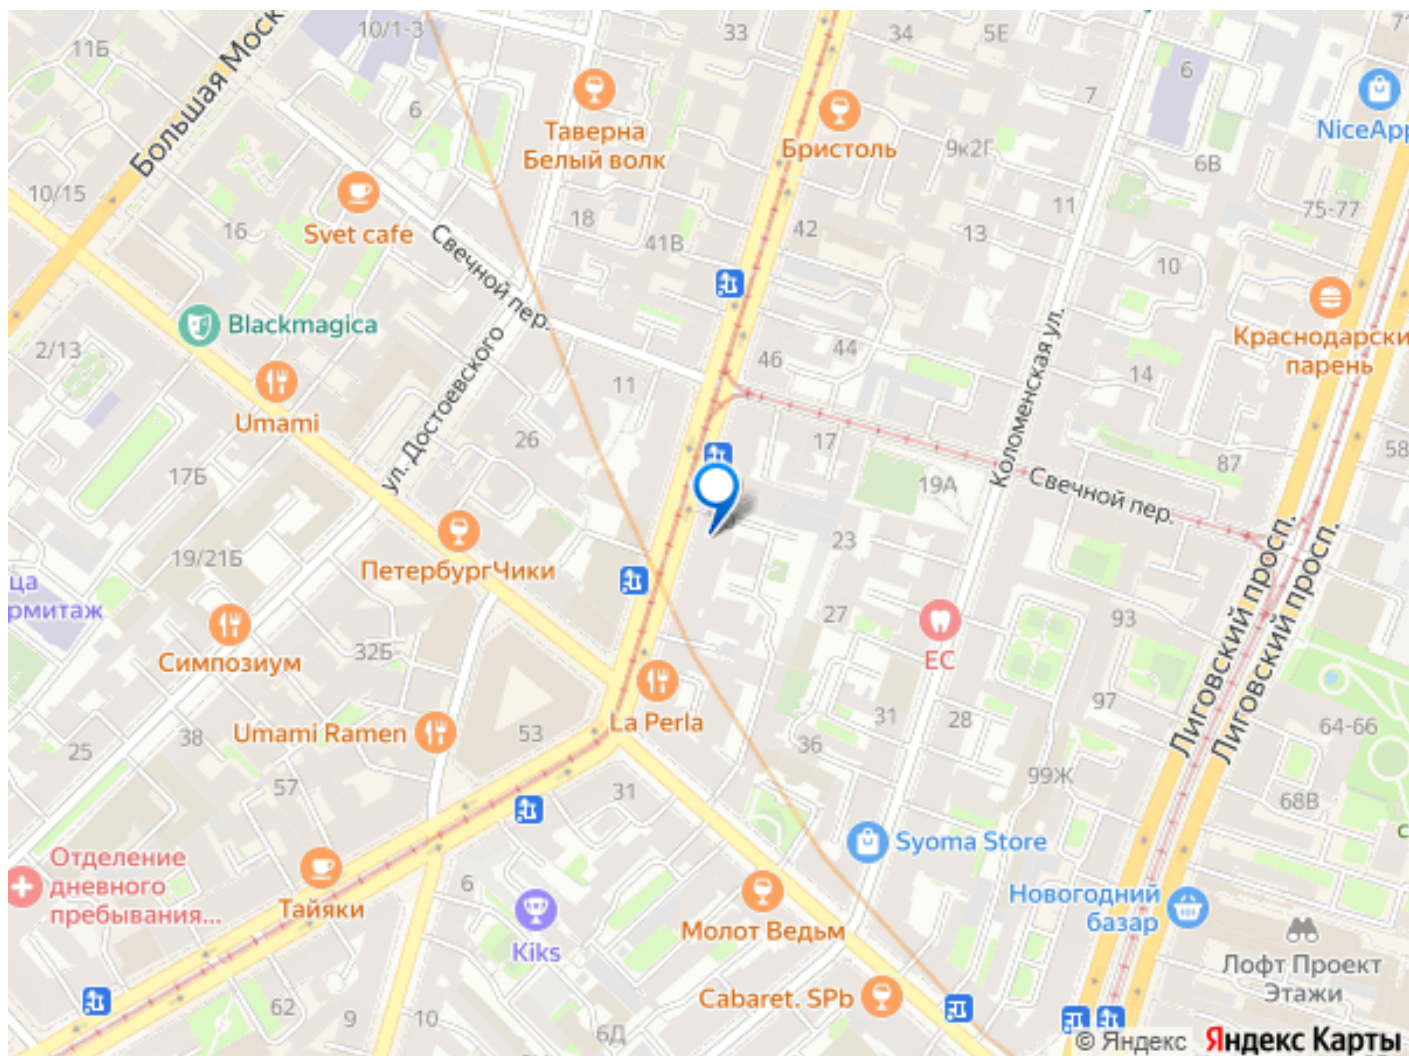 10/1-3
33
34
5Е
71
11Б
Большая Моск
6
6
7
NiceApp
Таверна
Белый волк
Бристоль
9к2Г
6В
10/15
Svet cafe
16
18
41В
42
11
13
75-77
10
Свечной пер.
Blackmagica
2/13
ул. Достоевского
Коломенская ул.
Краснодарски
парень
46
44
14
11
Umami
26
17
58
87
17Б
19А
Свечной пер.
19/21Б
ПетербургЧики
23
Лиговский просп.
Лиговский просп.
ца
рмитаж
Симпозиум
27
ЕС
93
32Б
La Perla
97
64-66
Umami Ramen
53
31
28
25
38
36
57
31
99Ж
68В
Syoma Store
с
Отделение
дневного
пребывания...
Тайяки
6
Kiks
Молот Ведьм
Новогодний
базар
Лофт Проект
Этажи
Cabaret. SPb
62
9
10
6Д
© Яндекс Яндекс Карты